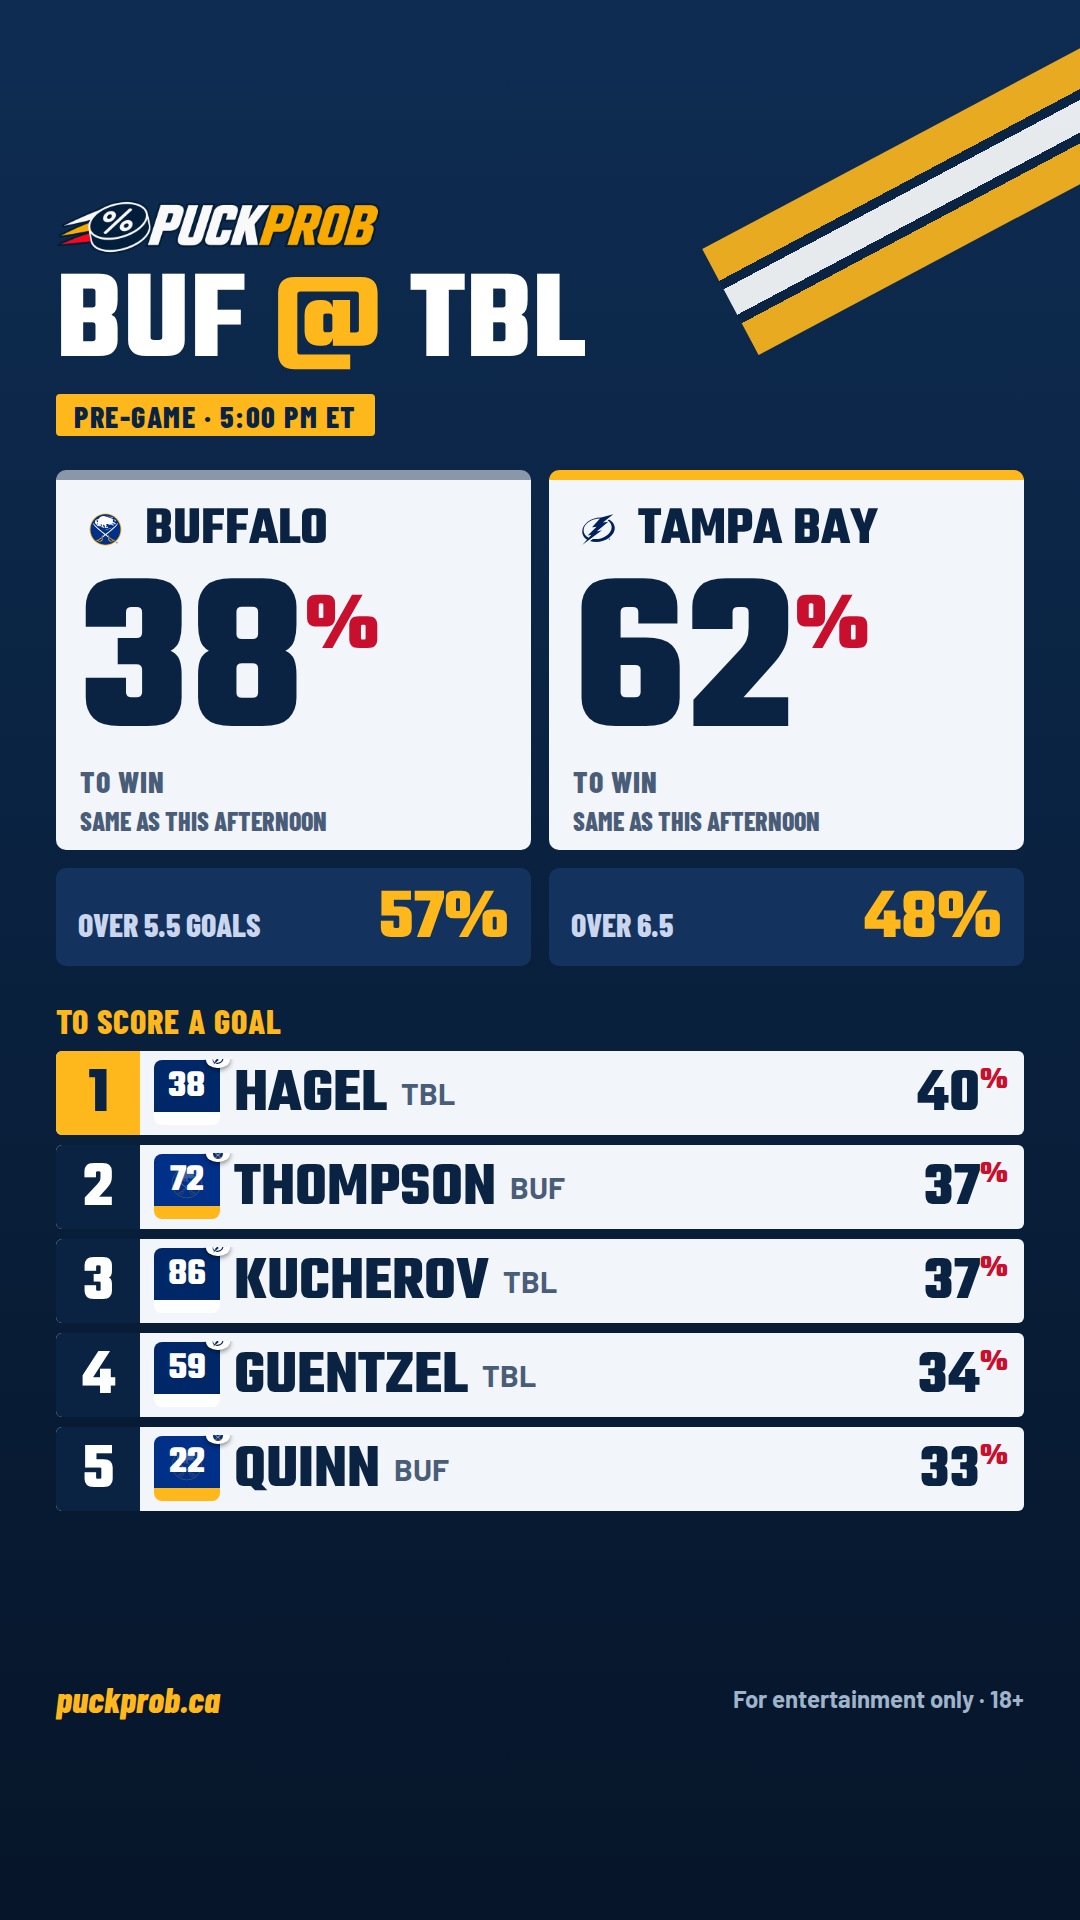 % PUCKPROB
BUF @ TBL
PRE-GAME · 5:00 PM ET
BUFFALO
38%
TO WIN
SAME AS THIS AFTERNOON
TAMPA BAY
62%
TO WIN
SAME AS THIS AFTERNOON
OVER 5.5 GOALS 57%
OVER 6.5 48%
TO SCORE A GOAL
1 38 HAGEL TBL 40%
2 72 THOMPSON BUF 37%
3 86 KUCHEROV TBL 37%
4 59 GUENTZEL TBL 34%
5 22 QUINN BUF 33%
puckprob.ca
For entertainment only · 18+